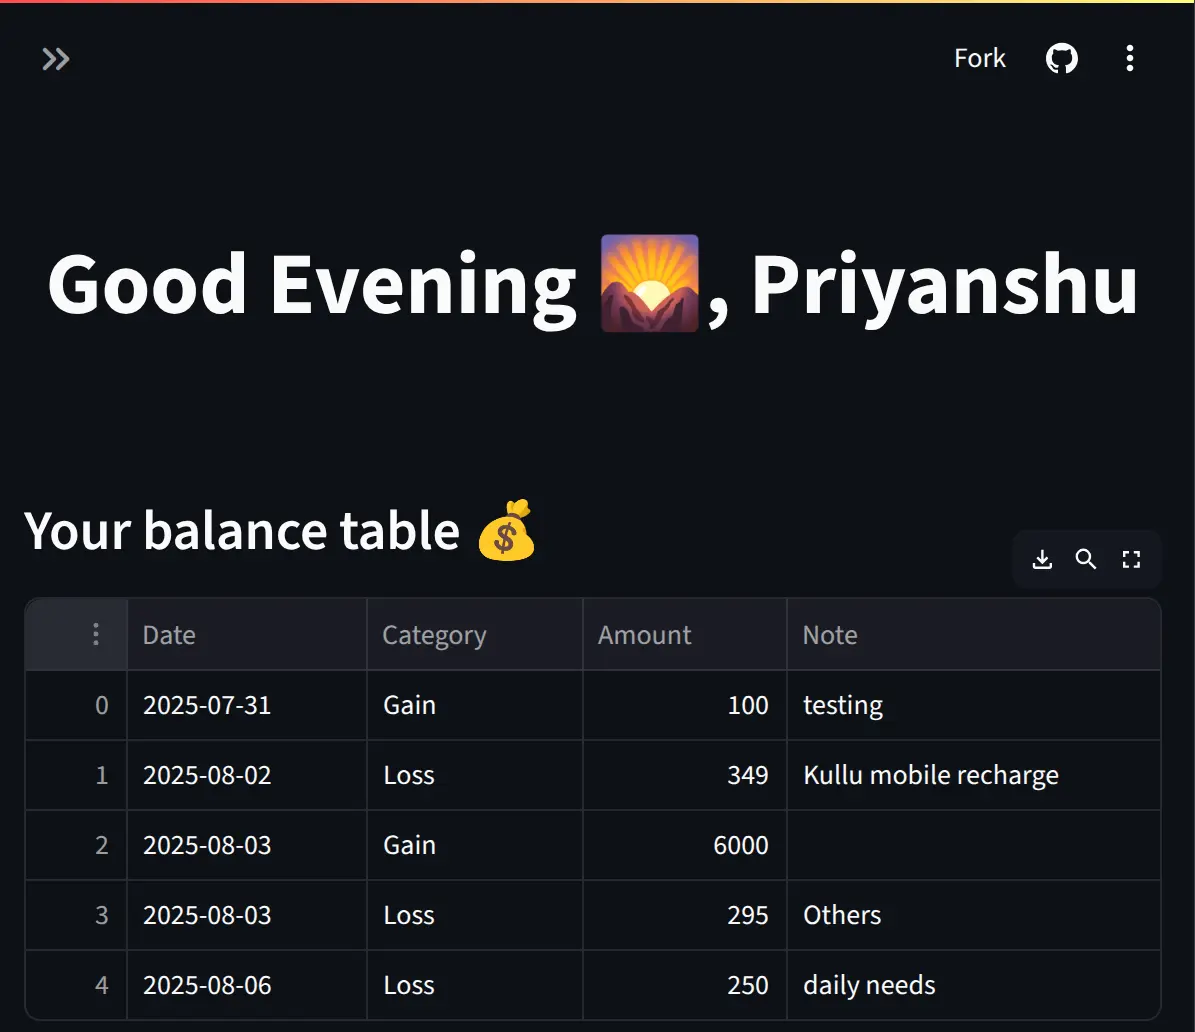 Fork
Good Evening 🌄, Priyanshu
Your balance table 💰
Date Category Amount Note
0 2025-07-31 Gain 100 testing
1 2025-08-02 Loss 349 Kullu mobile recharge
2 2025-08-03 Gain 6000
3 2025-08-03 Loss 295 Others
4 2025-08-06 Loss 250 daily needs